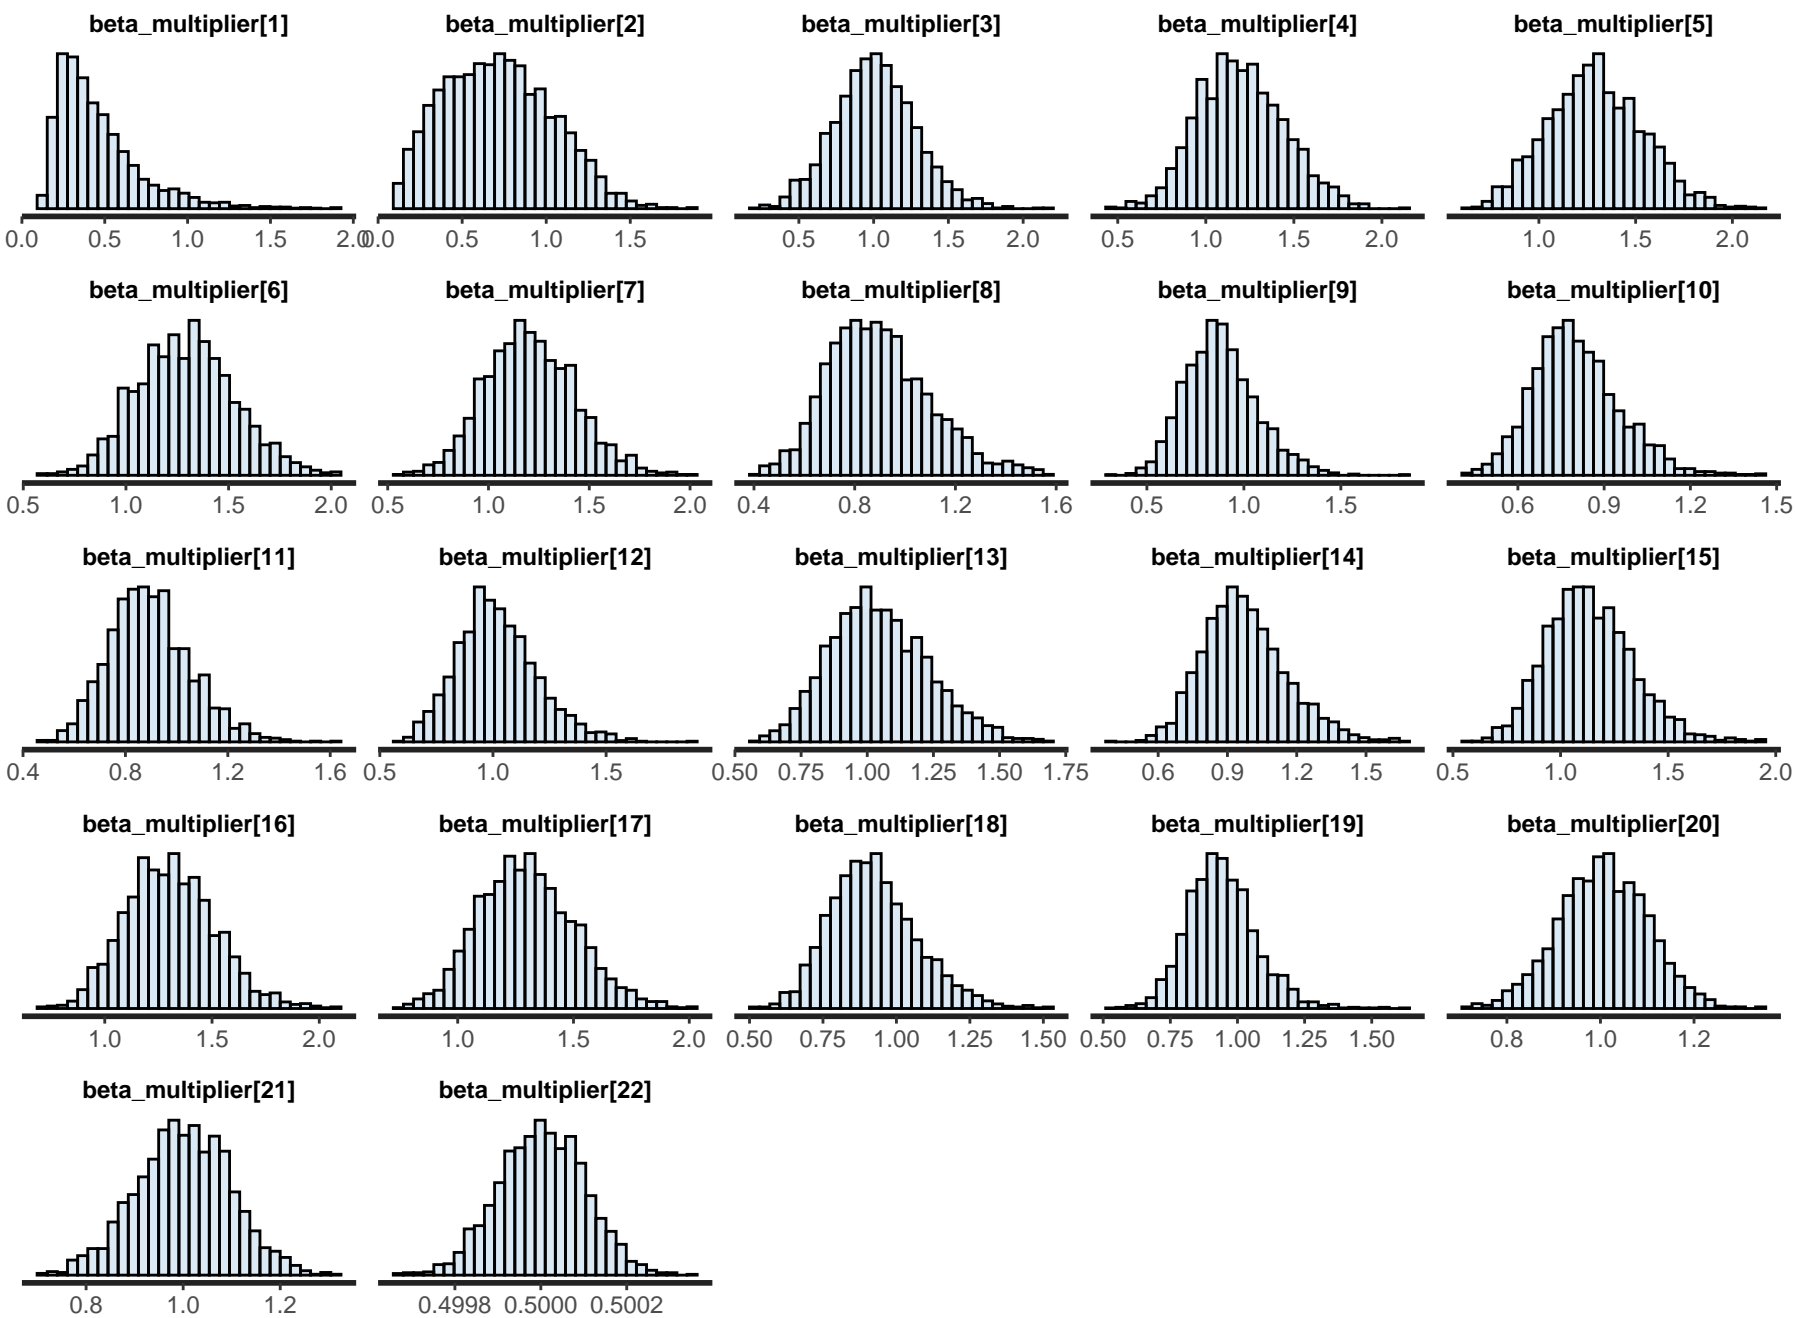 beta_multiplier[1] beta_multiplier[2] beta_multiplier[3] beta_multiplier[4] beta_multiplier[5]
0.0 0.5 1.0 1.5 2.0 0.0 0.5 1.0 1.5 0.5 1.0 1.5 2.0 0.5 1.0 1.5 2.0 1.0 1.5 2.0
beta_multiplier[6] beta_multiplier[7] beta_multiplier[8] beta_multiplier[9] beta_multiplier[10]
0.5 1.0 1.5 2.0 0.5 1.0 1.5 2.0 0.4 0.8 1.2 1.6 0.5 1.0 1.5 0.6 0.9 1.2 1.5
beta_multiplier[11] beta_multiplier[12] beta_multiplier[13] beta_multiplier[14] beta_multiplier[15]
0.4 0.8 1.2 1.6 0.5 1.0 1.5 0.50 0.75 1.00 1.25 1.50 1.75 0.6 0.9 1.2 1.5 0.5 1.0 1.5 2.0
beta_multiplier[16] beta_multiplier[17] beta_multiplier[18] beta_multiplier[19] beta_multiplier[20]
1.0 1.5 2.0 1.0 1.5 2.0 0.50 0.75 1.00 1.25 1.50 0.50 0.75 1.00 1.25 1.50 0.8 1.0 1.2
beta_multiplier[21] beta_multiplier[22]
0.8 1.0 1.2 0.4998 0.5000 0.5002